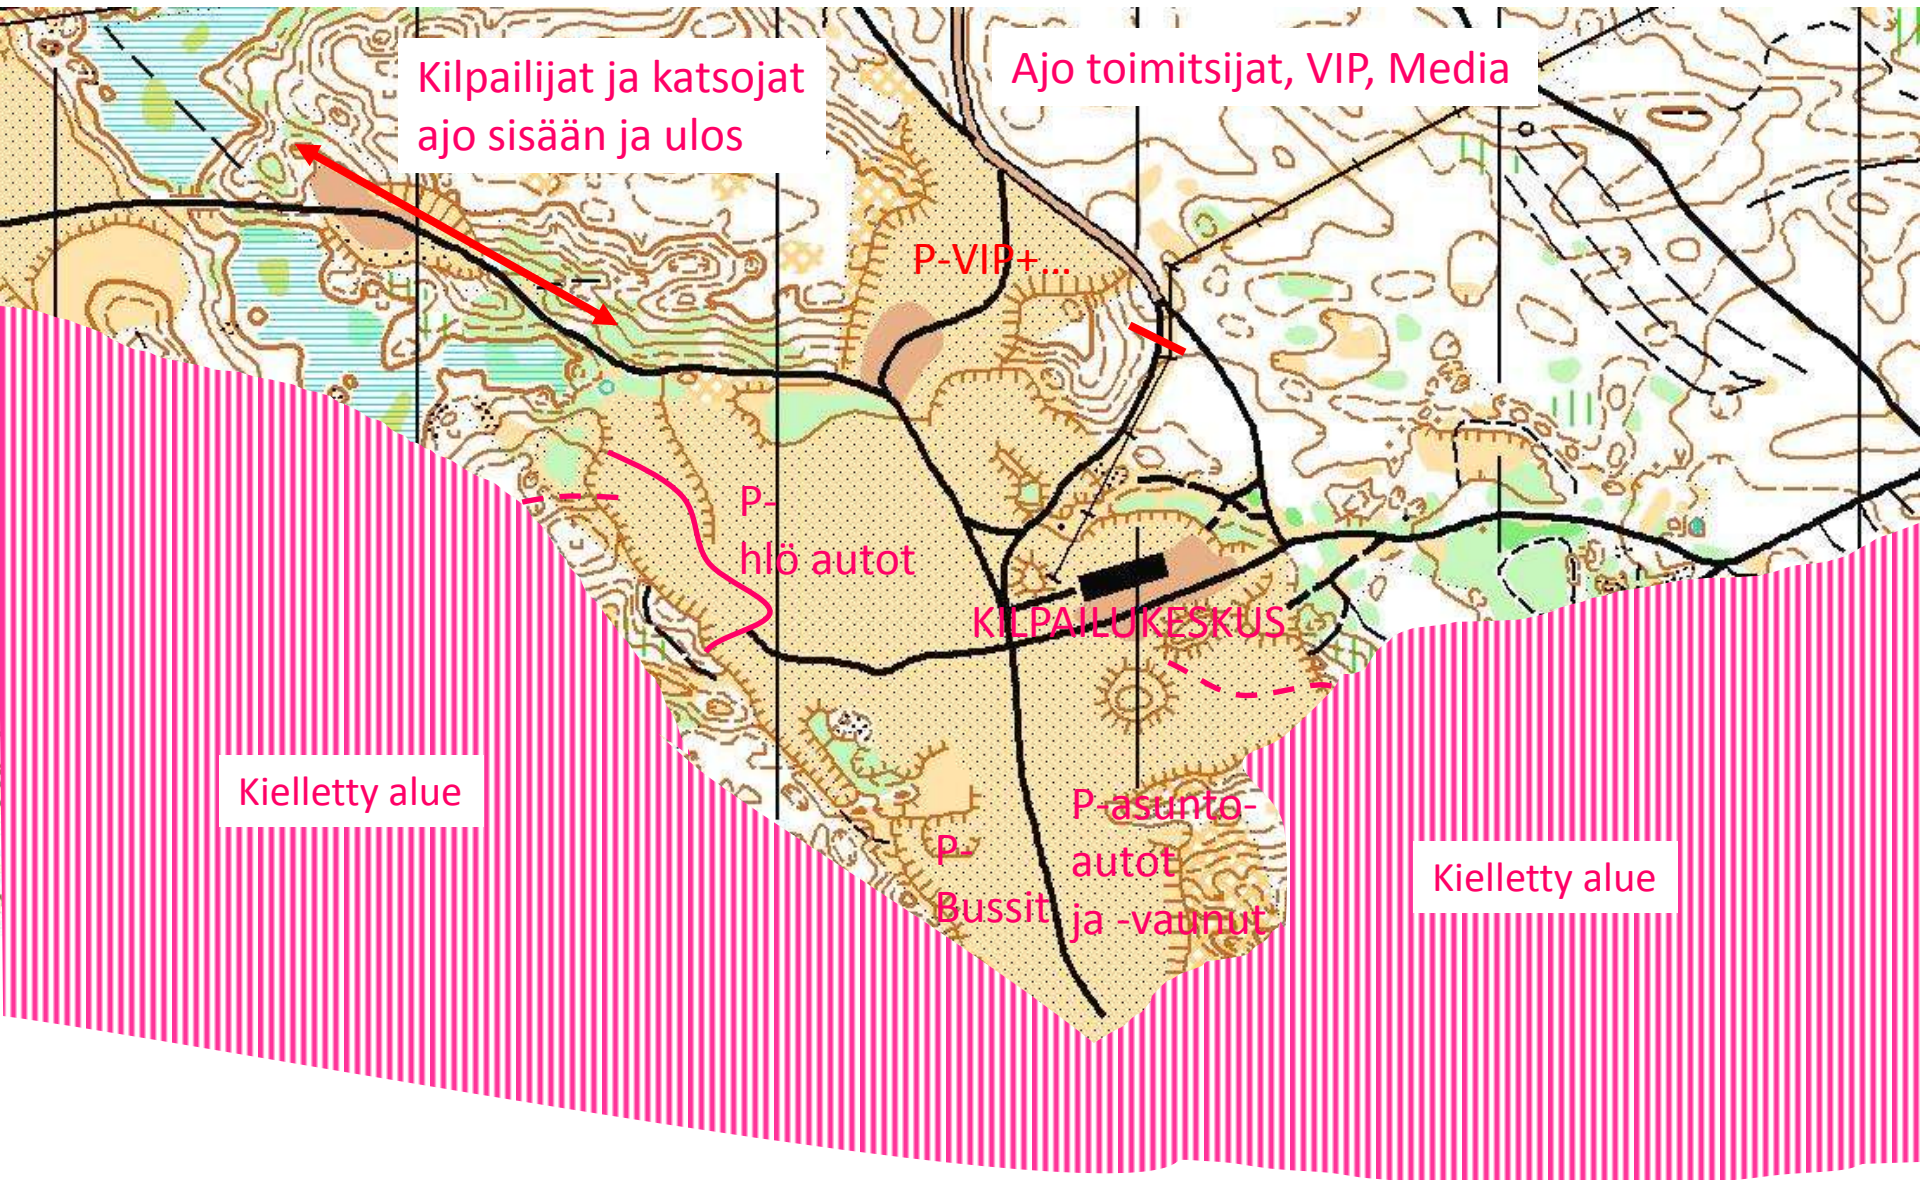 Kilpailijat ja katsojat
ajo sisään ja ulos
Ajo toimitsijat, VIP, Media
P-VIP+...
P-
hlö autot
KILPAILUKESKUS
Kielletty alue
P-
Bussit
P-asunto-
autot
ja -vaunut
Kielletty alue